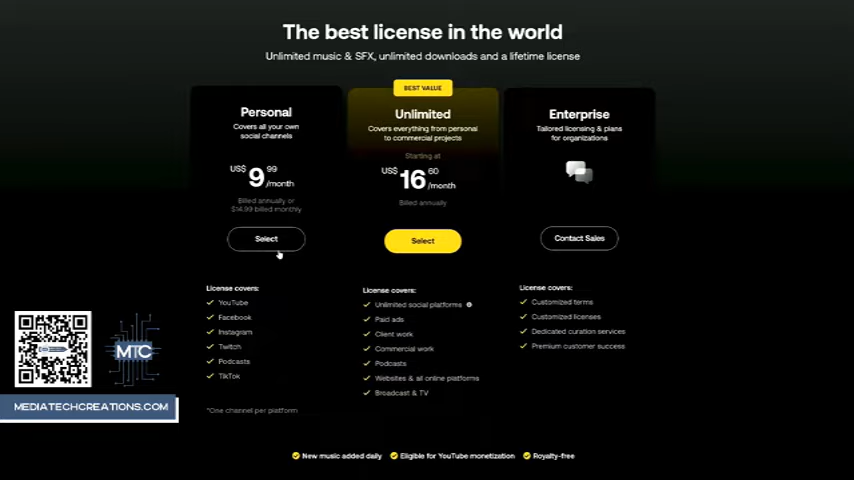 The best license in the world
Unlimited music & SFX, unlimited downloads and a lifetime license
BEST VALUE
Personal
Covers all your own
social channels
US$ 9 99 /month
Billed annually or
$14.99 billed monthly
Select
License covers:
YouTube
Facebook
Instagram
Twitch
Podcasts
TikTok
*One channel per platform
Unlimited
Covers everything from personal
to commercial projects
Starting at
US$ 16 60 /month
Billed annually
Select
License covers:
Unlimited social platforms
Paid ads
Client work
Commercial work
Podcasts
Websites & all online platforms
Broadcast & TV
Enterprise
Tailored licensing & plans
for organizations
Contact Sales
License covers:
Customized terms
Customized licenses
Dedicated curation services
Premium customer success
MTC
MEDIATECHCREATIONS.COM
New music added daily
Eligible for YouTube monetization
Royalty-free